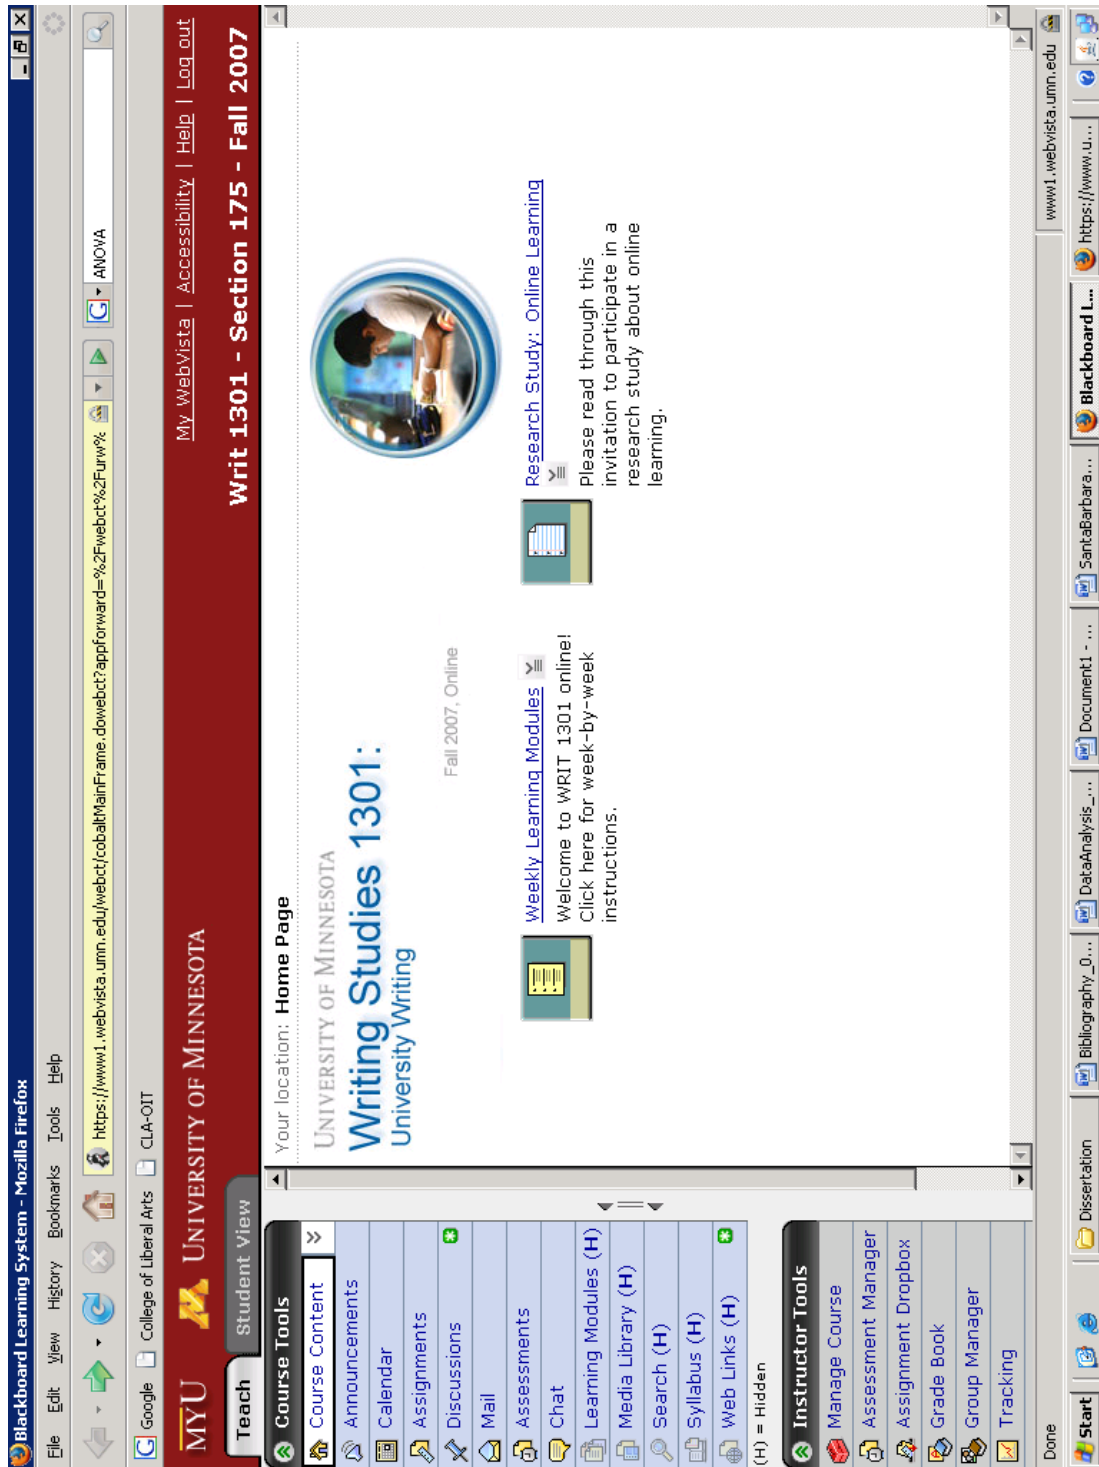 Blackboard Learning System - Mozilla Firefox
File Edit View History Bookmarks Tools Help
https://www1.webvista.umn.edu/webct/cobaltMainFrame.dowebct?appforward=%2Fwebct%2Furw% ANOVA
Google College of Liberal Arts CLA-OIT
MYU UNIVERSITY OF MINNESOTA My WebVista | Accessibility | Help | Log out
Teach Student View Writ 1301 - Section 175 - Fall 2007
Course Tools
Course Content
Announcements
Calendar
Assignments
Discussions
Mail
Assessments
Chat
Learning Modules (H)
Media Library (H)
Search (H)
Syllabus (H)
Web Links (H)
(H) = Hidden
Instructor Tools
Manage Course
Assessment Manager
Assignment Dropbox
Grade Book
Group Manager
Tracking
Your location: Home Page
UNIVERSITY OF MINNESOTA
Writing Studies 1301:
University Writing
Fall 2007, Online
Weekly Learning Modules
Welcome to WRIT 1301 online!
Click here for week-by-week
instructions.
Research Study: Online Learning
Please read through this
invitation to participate in a
research study about online
learning.
Done www1.webvista.umn.edu
Start Dissertation Bibliography_0... DataAnalysis_... Document1 - ... SantaBarbara... Blackboard L... https://www.u...